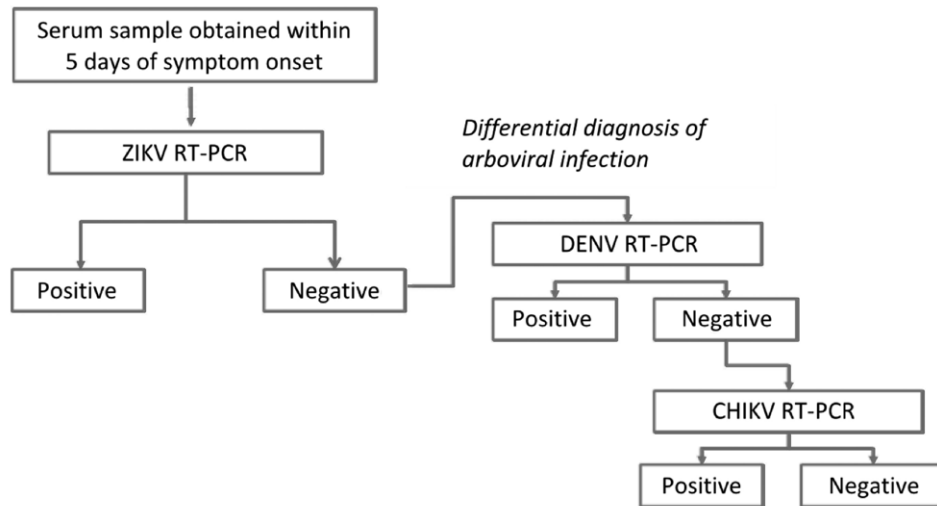 Serum sample obtained within
5 days of symptom onset
ZIKV RT-PCR
Positive
Negative
Differential diagnosis of
arboviral infection
DENV RT-PCR
Positive
Negative
CHIKV RT-PCR
Positive
Negative